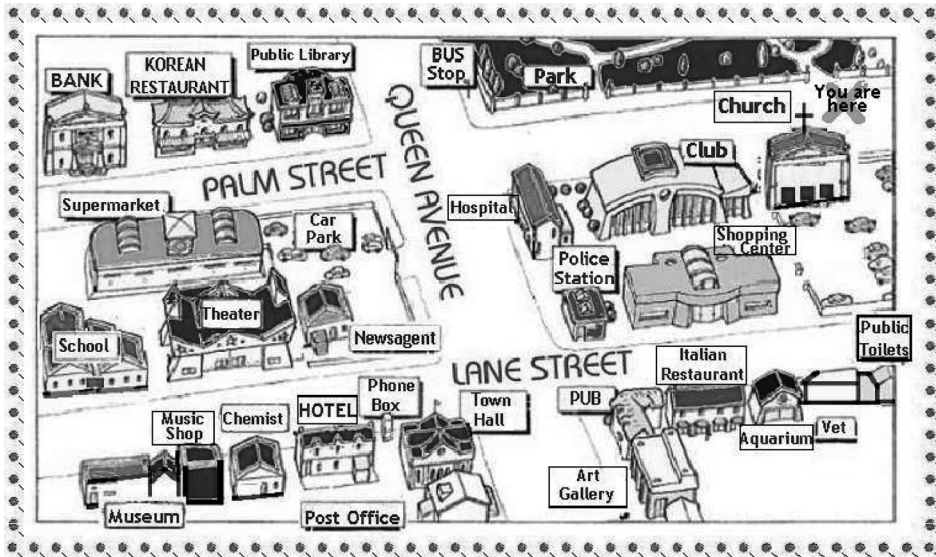 BANK
KOREAN
RESTAURANT
Public Library
BUS
Stop
Park
Church
You are
here
QUEEN AVENUE
PALM STREET
Club
Hospital
Supermarket
Car
Park
Shopping
Center
Police
Station
School
Theater
Newsagent
LANE STREET
Public
Toilets
Italian
Restaurant
PUB
Phone
Box
Town
Hall
Music
Shop
Chemist
HOTEL
Aquarium
Vet
Art
Gallery
Museum
Post Office